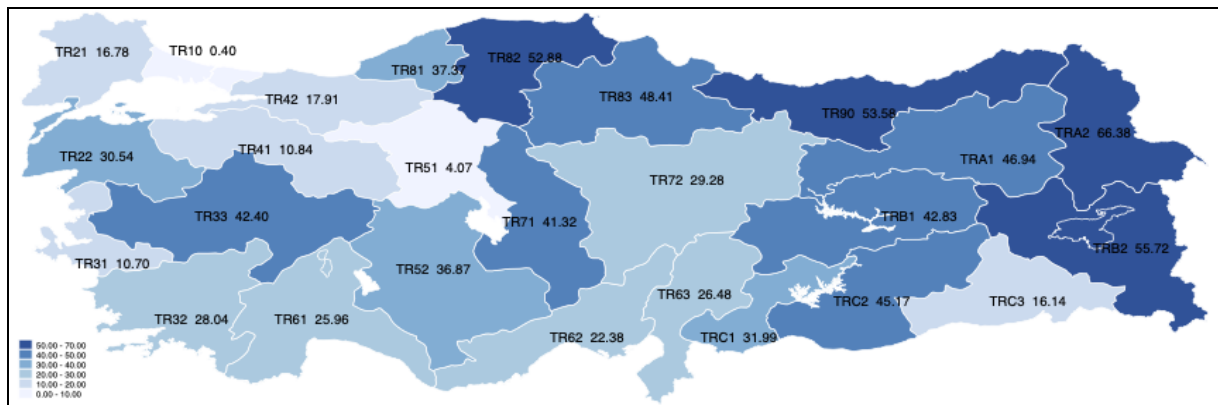 TR21 16.78
TR10 0.40
TR82 52.88
TR81 37.37
TR42 17.91
TR83 48.41
TR90 53.58
TRA2 66.38
TR41 10.84
TR22 30.54
TR51 4.07
TRA1 46.94
TR72 29.28
TR33 42.40
TR71 41.32
TRB1 42.83
TRB2 55.72
TR31 10.70
TR52 36.87
TR63 26.48
TRC2 45.17
TRC3 16.14
TR32 28.04
TR61 25.96
TR62 22.38
TRC1 31.99
50.00 - 70.00
40.00 - 50.00
30.00 - 40.00
20.00 - 30.00
10.00 - 20.00
0.00 - 10.00